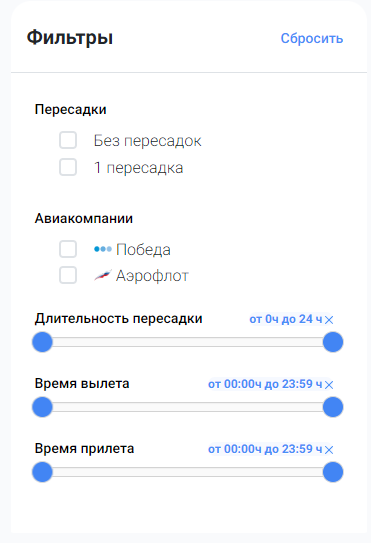 Фильтры Сбросить
Пересадки
Без пересадок
1 пересадка
Авиакомпании
Победа
Аэрофлот
Длительность пересадки от 0ч до 24 ч
Время вылета от 00:00ч до 23:59 ч
Время прилета от 00:00ч до 23:59 ч